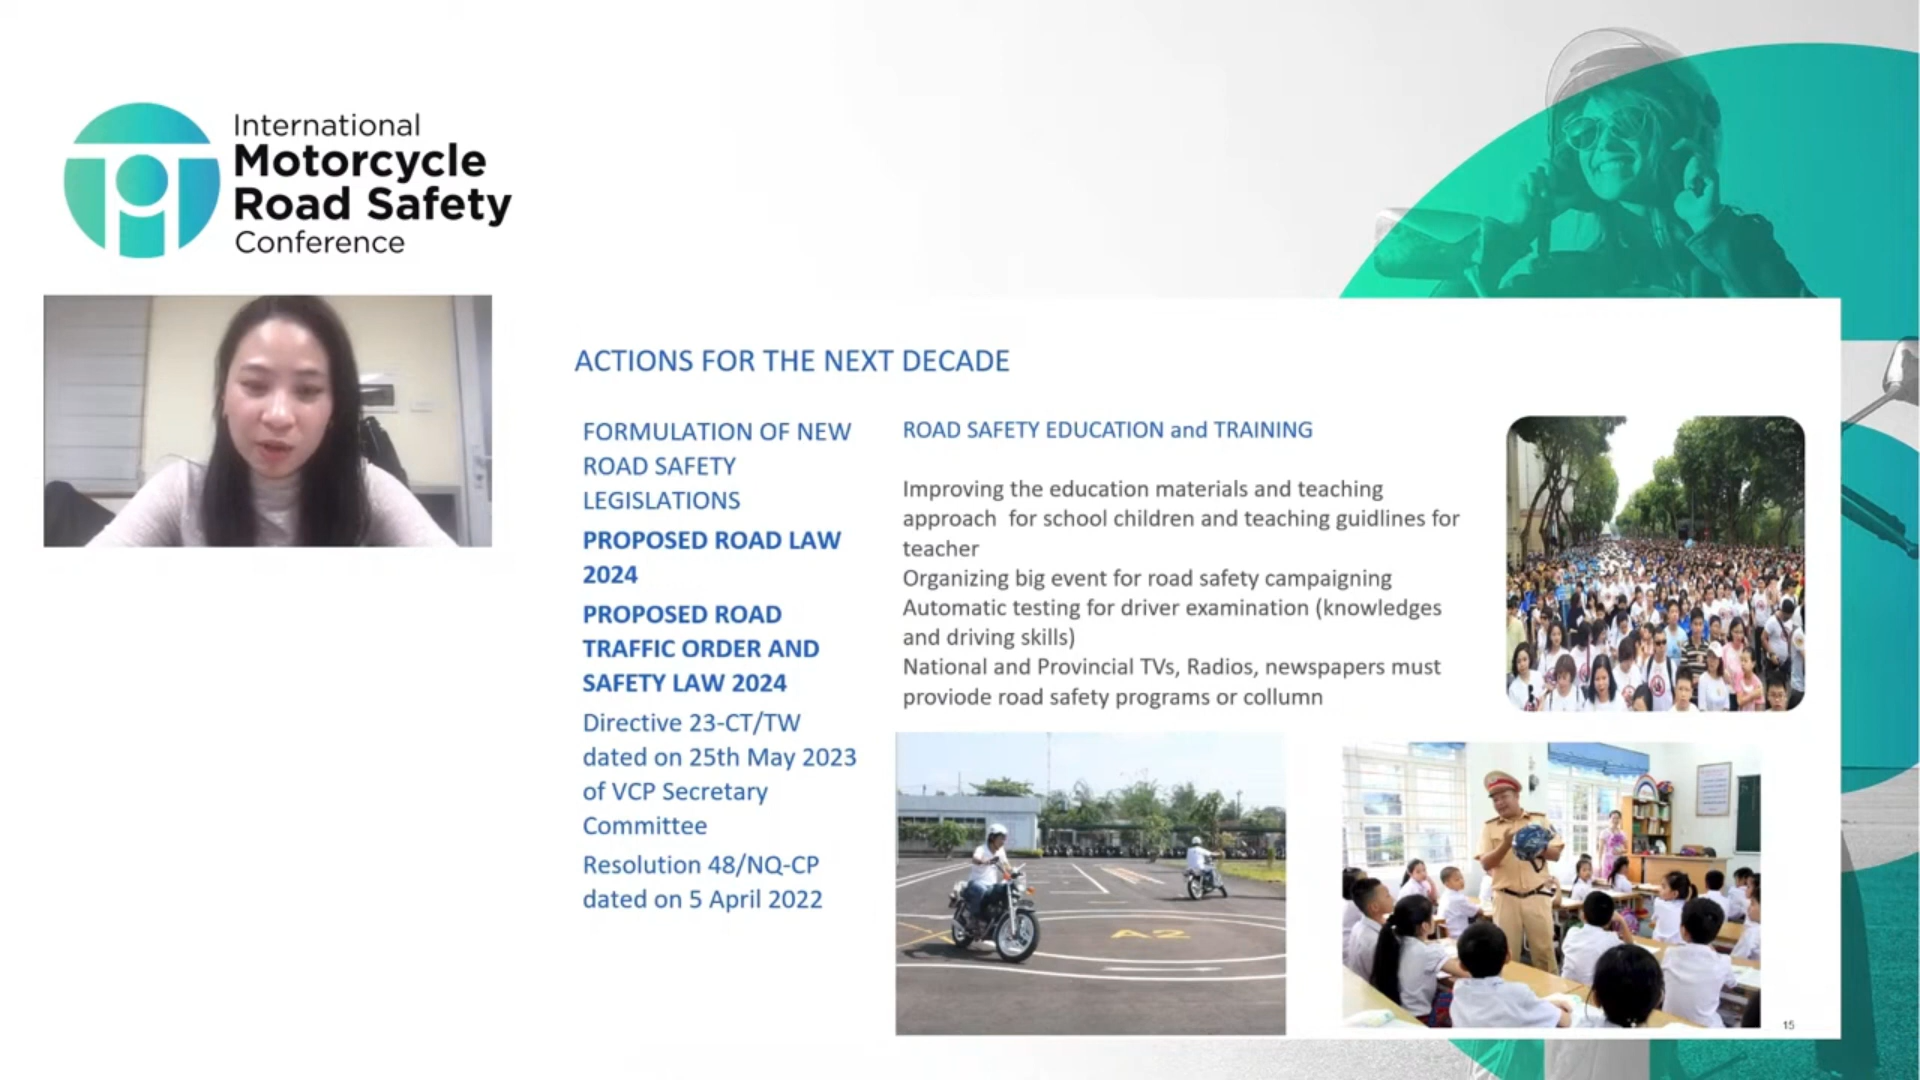 International
Motorcycle
Road Safety
Conference
ACTIONS FOR THE NEXT DECADE
FORMULATION OF NEW
ROAD SAFETY
LEGISLATIONS
PROPOSED ROAD LAW
2024
PROPOSED ROAD
TRAFFIC ORDER AND
SAFETY LAW 2024
Directive 23-CT/TW
dated on 25th May 2023
of VCP Secretary
Committee
Resolution 48/NQ-CP
dated on 5 April 2022
ROAD SAFETY EDUCATION and TRAINING
Improving the education materials and teaching
approach for school children and teaching guidlines for
teacher
Organizing big event for road safety campaigning
Automatic testing for driver examination (knowledges
and driving skills)
National and Provincial TVs, Radios, newspapers must
proviode road safety programs or collumn
A2
15